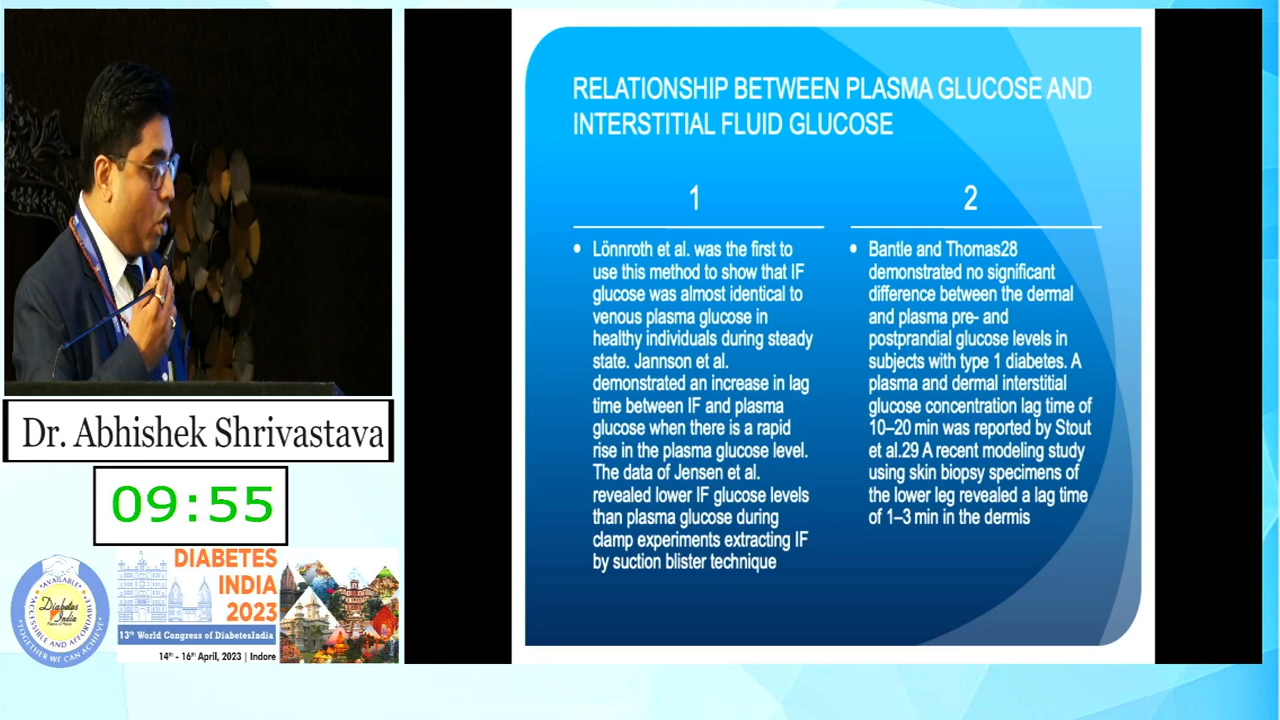 RELATIONSHIP BETWEEN PLASMA GLUCOSE AND
INTERSTITIAL FLUID GLUCOSE
1
• Lönnroth et al. was the first to
use this method to show that IF
glucose was almost identical to
venous plasma glucose in
healthy individuals during steady
state. Jannson et al.
demonstrated an increase in lag
time between IF and plasma
glucose when there is a rapid
rise in the plasma glucose level.
The data of Jensen et al.
revealed lower IF glucose levels
than plasma glucose during
clamp experiments extracting IF
by suction blister technique
2
• Bantle and Thomas28
demonstrated no significant
difference between the dermal
and plasma pre- and
postprandial glucose levels in
subjects with type 1 diabetes. A
plasma and dermal interstitial
glucose concentration lag time of
10–20 min was reported by Stout
et al.29 A recent modeling study
using skin biopsy specimens of
the lower leg revealed a lag time
of 1–3 min in the dermis
Dr. Abhishek Shrivastava
09:55
"AVAILABLE"
ACCESSIBLE AND AFFORDABLE
Diabetes
India
"TOGETHER WE CAN ACHIEVE"
DIABETES
INDIA
2023
13th World Congress of DiabetesIndia
14th - 16th April, 2023 | Indore